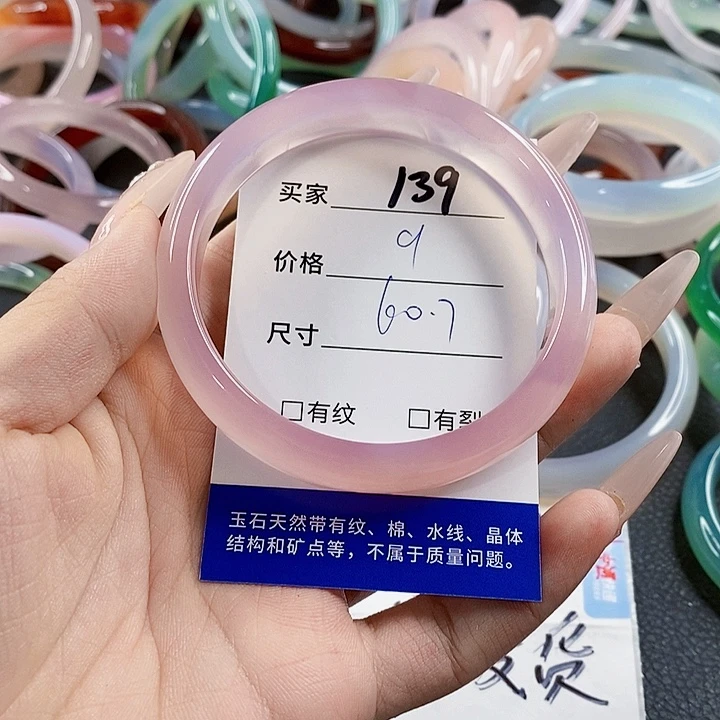 买家 139
价格 9
尺寸 60.7
□有纹 □有裂
玉石天然带有纹、棉、水线、晶体
结构和矿点等，不属于质量问题。
货